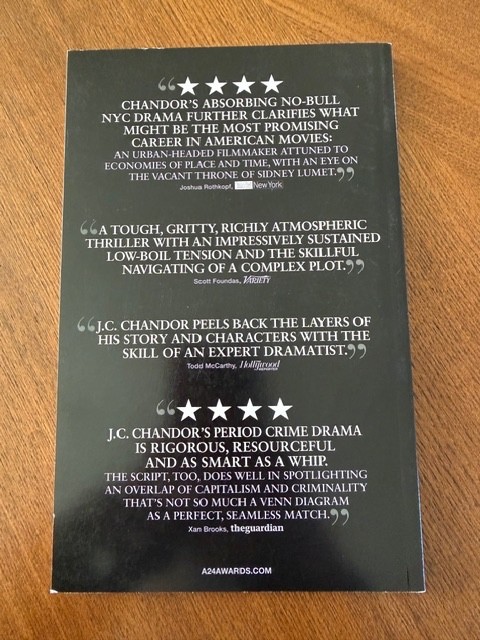 “★★★★
CHANDOR'S ABSORBING NO-BULL
NYC DRAMA FURTHER CLARIFIES WHAT
MIGHT BE THE MOST PROMISING
CAREER IN AMERICAN MOVIES:
AN URBAN-HEADED FILMMAKER ATTUNED TO
ECONOMIES OF PLACE AND TIME, WITH AN EYE ON
THE VACANT THRONE OF SIDNEY LUMET.”
Joshua Rothkopf, New York
“A TOUGH, GRITTY, RICHLY ATMOSPHERIC
THRILLER WITH AN IMPRESSIVELY SUSTAINED
LOW-BOIL TENSION AND THE SKILLFUL
NAVIGATING OF A COMPLEX PLOT.”
Scott Foundas, VARIETY
“J.C. CHANDOR PEELS BACK THE LAYERS OF
HIS STORY AND CHARACTERS WITH THE
SKILL OF AN EXPERT DRAMATIST.”
Todd McCarthy, Hollywood REPORTER
“★★★★
J.C. CHANDOR'S PERIOD CRIME DRAMA
IS RIGOROUS, RESOURCEFUL
AND AS SMART AS A WHIP.
THE SCRIPT, TOO, DOES WELL IN SPOTLIGHTING
AN OVERLAP OF CAPITALISM AND CRIMINALITY
THAT'S NOT SO MUCH A VENN DIAGRAM
AS A PERFECT, SEAMLESS MATCH.”
Xan Brooks, theguardian
A24AWARDS.COM